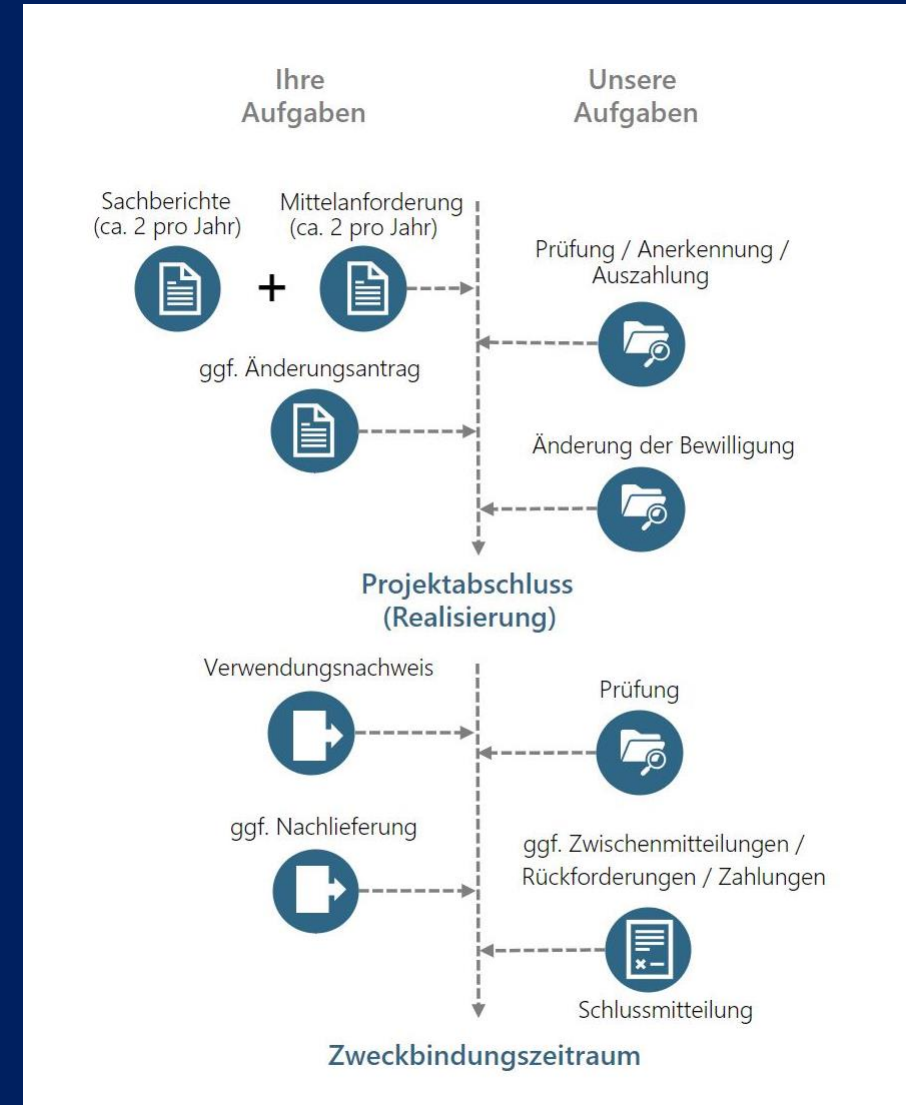 Ihre
Aufgaben
Unsere
Aufgaben
Sachberichte
(ca. 2 pro Jahr)
+
Mittelanforderung
(ca. 2 pro Jahr)
Prüfung / Anerkennung /
Auszahlung
ggf. Änderungsantrag
Änderung der Bewilligung
Projektabschluss
(Realisierung)
Verwendungsnachweis
Prüfung
ggf. Nachlieferung
ggf. Zwischenmitteilungen /
Rückforderungen / Zahlungen
Schlussmitteilung
Zweckbindungszeitraum